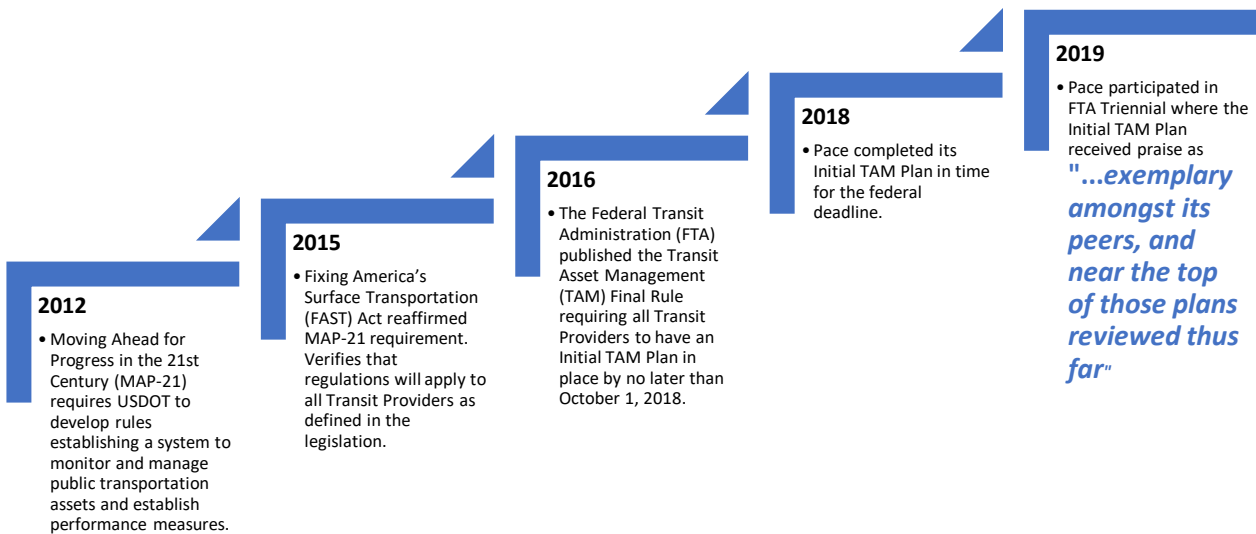 2012
• Moving Ahead for
Progress in the 21st
Century (MAP-21)
requires USDOT to
develop rules
establishing a system to
monitor and manage
public transportation
assets and establish
performance measures.
2015
• Fixing America’s
Surface Transportation
(FAST) Act reaffirmed
MAP-21 requirement.
Verifies that
regulations will apply to
all Transit Providers as
defined in the
legislation.
2016
• The Federal Transit
Administration (FTA)
published the Transit
Asset Management
(TAM) Final Rule
requiring all Transit
Providers to have an
Initial TAM Plan in
place by no later than
October 1, 2018.
2018
• Pace completed its
Initial TAM Plan in time
for the federal
deadline.
2019
• Pace participated in
FTA Triennial where the
Initial TAM Plan
received praise as
"...exemplary
amongst its
peers, and
near the top
of those plans
reviewed thus
far"